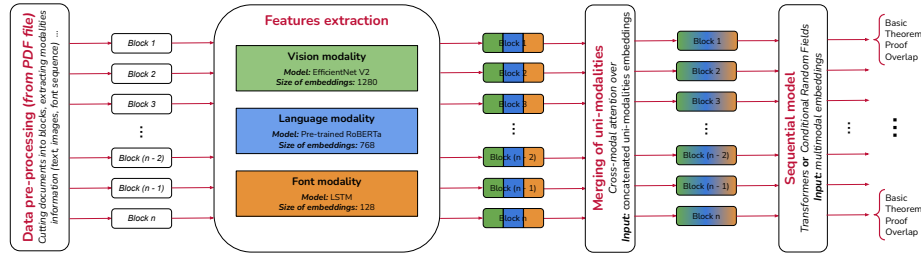 Data pre-processing (from PDF file)
Cutting documents into blocks, extracting modalities
information (text, images, font sequence) ...
Block 1
Block 2
Block 3
...
Block (n - 2)
Block (n - 1)
Block n
Features extraction
Vision modality
Model: EfficientNet V2
Size of embeddings: 1280
Language modality
Model: Pre-trained RoBERTa
Size of embeddings: 768
Font modality
Model: LSTM
Size of embeddings: 128
Block 1
Block 2
Block 3
...
Block (n - 2)
Block (n - 1)
Block n
Merging of uni-modalities
Cross-modal attention over
Input: concatenated uni-modalities embeddings
Block 1
Block 2
Block 3
...
Block (n - 2)
Block (n - 1)
Block n
Sequential model
Transformers or Conditional Random Fields
Input: multimodal embeddings
Basic
Theorem
Proof
Overlap
...
...
Basic
Theorem
Proof
Overlap